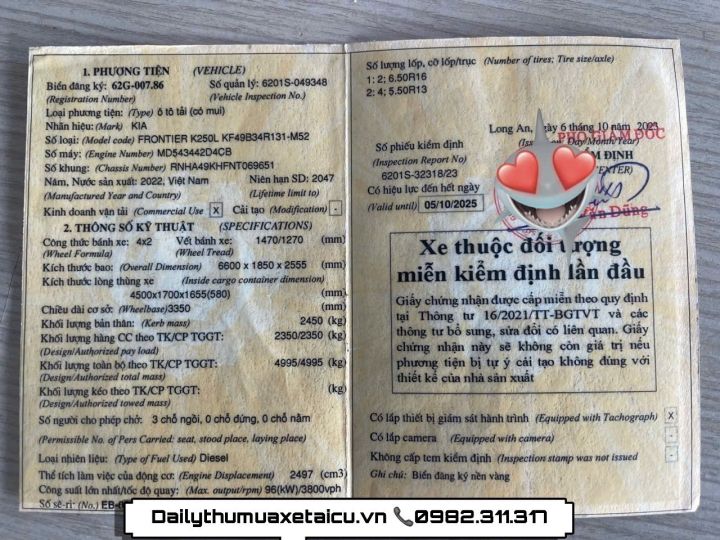 1. PHƯƠNG TIỆN (VEHICLE)
Biển đăng ký: 62G-007.86 Số quản lý: 6201S-049348
(Registration Number) (Vehicle Inspection No.)
Loại phương tiện: (Type) ô tô tải (có mui)
Nhãn hiệu: (Mark) KIA
Số loại: (Model code) FRONTIER K250L KF49B34R131-M52
Số máy: (Engine Number) MD543442D4CB
Số khung: (Chassis Number) RNHA49KHFNT069651
Năm, Nước sản xuất: 2022, Việt Nam Niên hạn SD: 2047
(Manufactured Year and Country) (Lifetime limit to)
Kinh doanh vận tải (Commercial Use) X Cải tạo (Modification) -
2. THÔNG SỐ KỸ THUẬT (SPECIFICATIONS)
Công thức bánh xe: 4x2 Vết bánh xe: 1470/1270 (mm)
(Wheel Formula) (Wheel Tread)
Kích thước bao: (Overall Dimension) 6600 x 1850 x 2555 (mm)
Kích thước lòng thùng xe (Inside cargo container dimension)
4500x1700x1655(580) (mm)
Chiều dài cơ sở: (Wheelbase) 3350 (mm)
Khối lượng bản thân: (Kerb mass) 2450 (kg)
Khối lượng hàng CC theo TK/CP TGGT: 2350/2350 (kg)
(Design/Authorized pay load)
Khối lượng toàn bộ theo TK/CP TGGT: 4995/4995 (kg)
(Design/Authorized total mass)
Khối lượng kéo theo TK/CP TGGT: (kg)
(Design/Authorized towed mass)
Số người cho phép chở: 3 chỗ ngồi, 0 chỗ đứng, 0 chỗ nằm
(Permissible No. of Pers Carried: seat, stood place, laying place)
Loại nhiên liệu: (Type of Fuel Used) Diesel
Thể tích làm việc của động cơ: (Engine Displacement) 2497 (cm3)
Công suất lớn nhất/tốc độ quay: (Max. output/rpm) 96(kW)/3800vph
Số sê-ri: (No.) EB-
Số lượng lốp, cỡ lốp/trục (Number of tires; Tire size/axle)
1: 2; 6.50R16
2: 4; 5.50R13
Long An, ngày 6 tháng 10 năm 2023
Day/Month/Year)
PHÓ GIÁM ĐỐC
Số phiếu kiểm định
(Inspection Report No)
6201S-32318/23
Có hiệu lực đến hết ngày
(Valid until) 05/10/2025
Dũng
Xe thuộc đối tượng
miễn kiểm định lần đầu
Giấy chứng nhận được cấp miễn theo quy định
tại Thông tư 16/2021/TT-BGTVT và các
thông tư bổ sung, sửa đổi có liên quan. Giấy
chứng nhận này sẽ không còn giá trị nếu
phương tiện bị tự ý cải tạo không đúng với
thiết kế của nhà sản xuất
Có lắp thiết bị giám sát hành trình (Equipped with Tachograph) X
Có lắp camera (Equipped with camera) -
Không cấp tem kiểm định (Inspection stamp was not issued) -
Ghi chú: Biển đăng ký nền vàng
Dailythumuaxetaicu.vn 📞0982.311.317